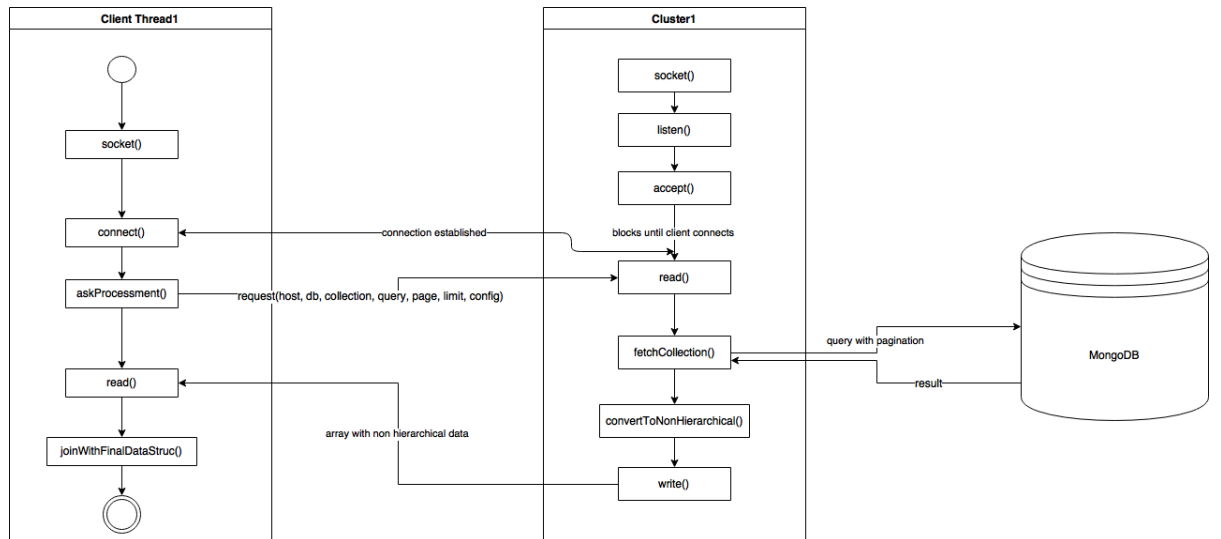 Client Thread1
socket()
connect()
askProcessment()
read()
joinWithFinalDataStruc()
connection established
request(host, db, collection, query, page, limit, config)
array with non hierarchical data
Cluster1
socket()
listen()
accept()
blocks until client connects
read()
fetchCollection()
convertToNonHierarchical()
write()
query with pagination
result
MongoDB